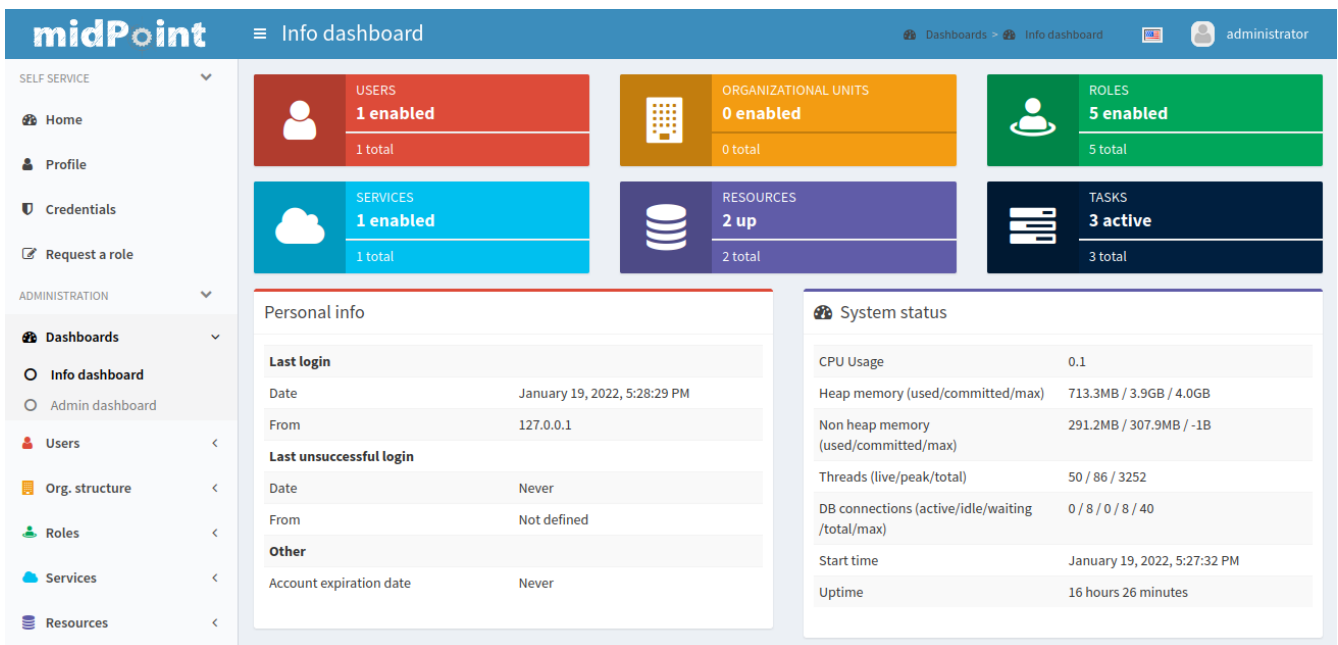 midPoint
Info dashboard
Dashboards > Info dashboard
administrator
SELF SERVICE
Home
Profile
Credentials
Request a role
ADMINISTRATION
Dashboards
Info dashboard
Admin dashboard
Users
Org. structure
Roles
Services
Resources
USERS
1 enabled
1 total
ORGANIZATIONAL UNITS
0 enabled
0 total
ROLES
5 enabled
5 total
SERVICES
1 enabled
1 total
RESOURCES
2 up
2 total
TASKS
3 active
3 total
Personal info
Last login
Date January 19, 2022, 5:28:29 PM
From 127.0.0.1
Last unsuccessful login
Date Never
From Not defined
Other
Account expiration date Never
System status
CPU Usage 0.1
Heap memory (used/committed/max) 713.3MB / 3.9GB / 4.0GB
Non heap memory 291.2MB / 307.9MB / -1B
(used/committed/max)
Threads (live/peak/total) 50 / 86 / 3252
DB connections (active/idle/waiting 0 / 8 / 0 / 8 / 40
/total/max)
Start time January 19, 2022, 5:27:32 PM
Uptime 16 hours 26 minutes